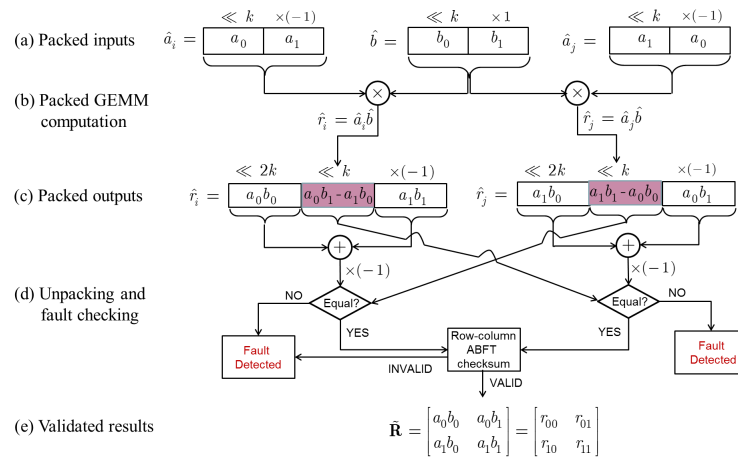 ≪ k ×(−1) ≪ k ×1 ≪ k ×(−1)
(a) Packed inputs â_i = a_0 a_1 b̂ = b_0 b_1 â_j = a_1 a_0
(b) Packed GEMM
computation
× ×
r̂_i = â_i b̂ r̂_j = â_j b̂
≪ 2k ≪ k ×(−1) ≪ 2k ≪ k ×(−1)
(c) Packed outputs r̂_i = a_0b_0 a_0b_1-a_1b_0 a_1b_1 r̂_j = a_1b_0 a_1b_1-a_0b_0 a_0b_1
+ +
×(−1) ×(−1)
(d) Unpacking and
fault checking
NO Equal? Equal? NO
YES YES
Fault
Detected
Row-column
ABFT
checksum
Fault
Detected
INVALID VALID
(e) Validated results
R̃ = [a_0b_0 a_0b_1 = [r_00 r_01
a_1b_0 a_1b_1] r_10 r_11]